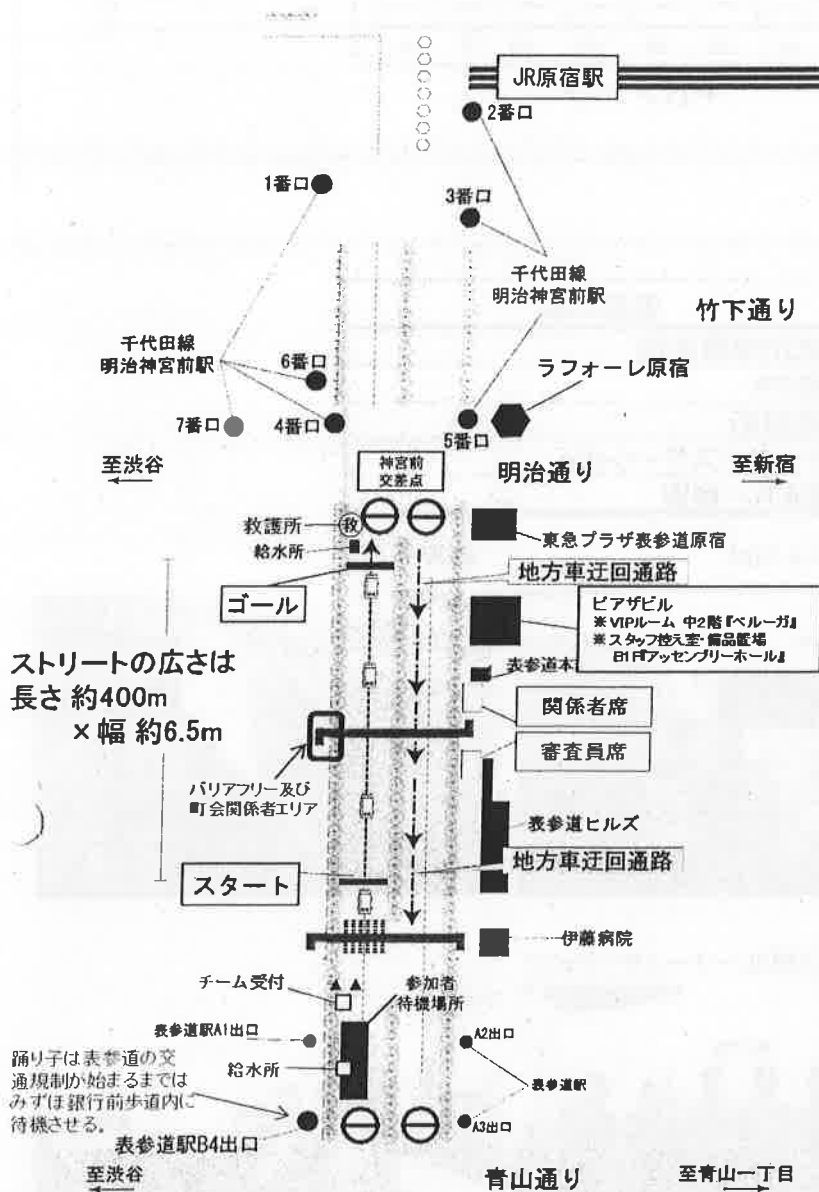 JR原宿駅
2番口
1番口
3番口
千代田線
明治神宮前駅
竹下通り
千代田線
明治神宮前駅
6番口
ラフォーレ原宿
7番口
4番口
5番口
至渋谷
神宮前
交差点
明治通り
至新宿
救護所
救
給水所
東急プラザ表参道原宿
地方車迂回通路
ゴール
ピアザビル
※ VIPルーム 中2階『ベルーガ』
※ スタッフ控え室・備品置場
B1F『アッセンブリーホール』
ストリートの広さは
長さ 約400m
× 幅 約6.5m
表参道本
関係者席
審査員席
バリアフリー及び
町会関係者エリア
表参道ヒルズ
地方車迂回通路
スタート
伊藤病院
チーム受付
参加者
待機場所
表参道駅A1出口
A2出口
踊り子は表参道の交
通規制が始まるまでは
みずほ銀行前歩道内に
待機させる。
給水所
表参道駅
A3出口
表参道駅B4出口
至渋谷
青山通り
至青山一丁目